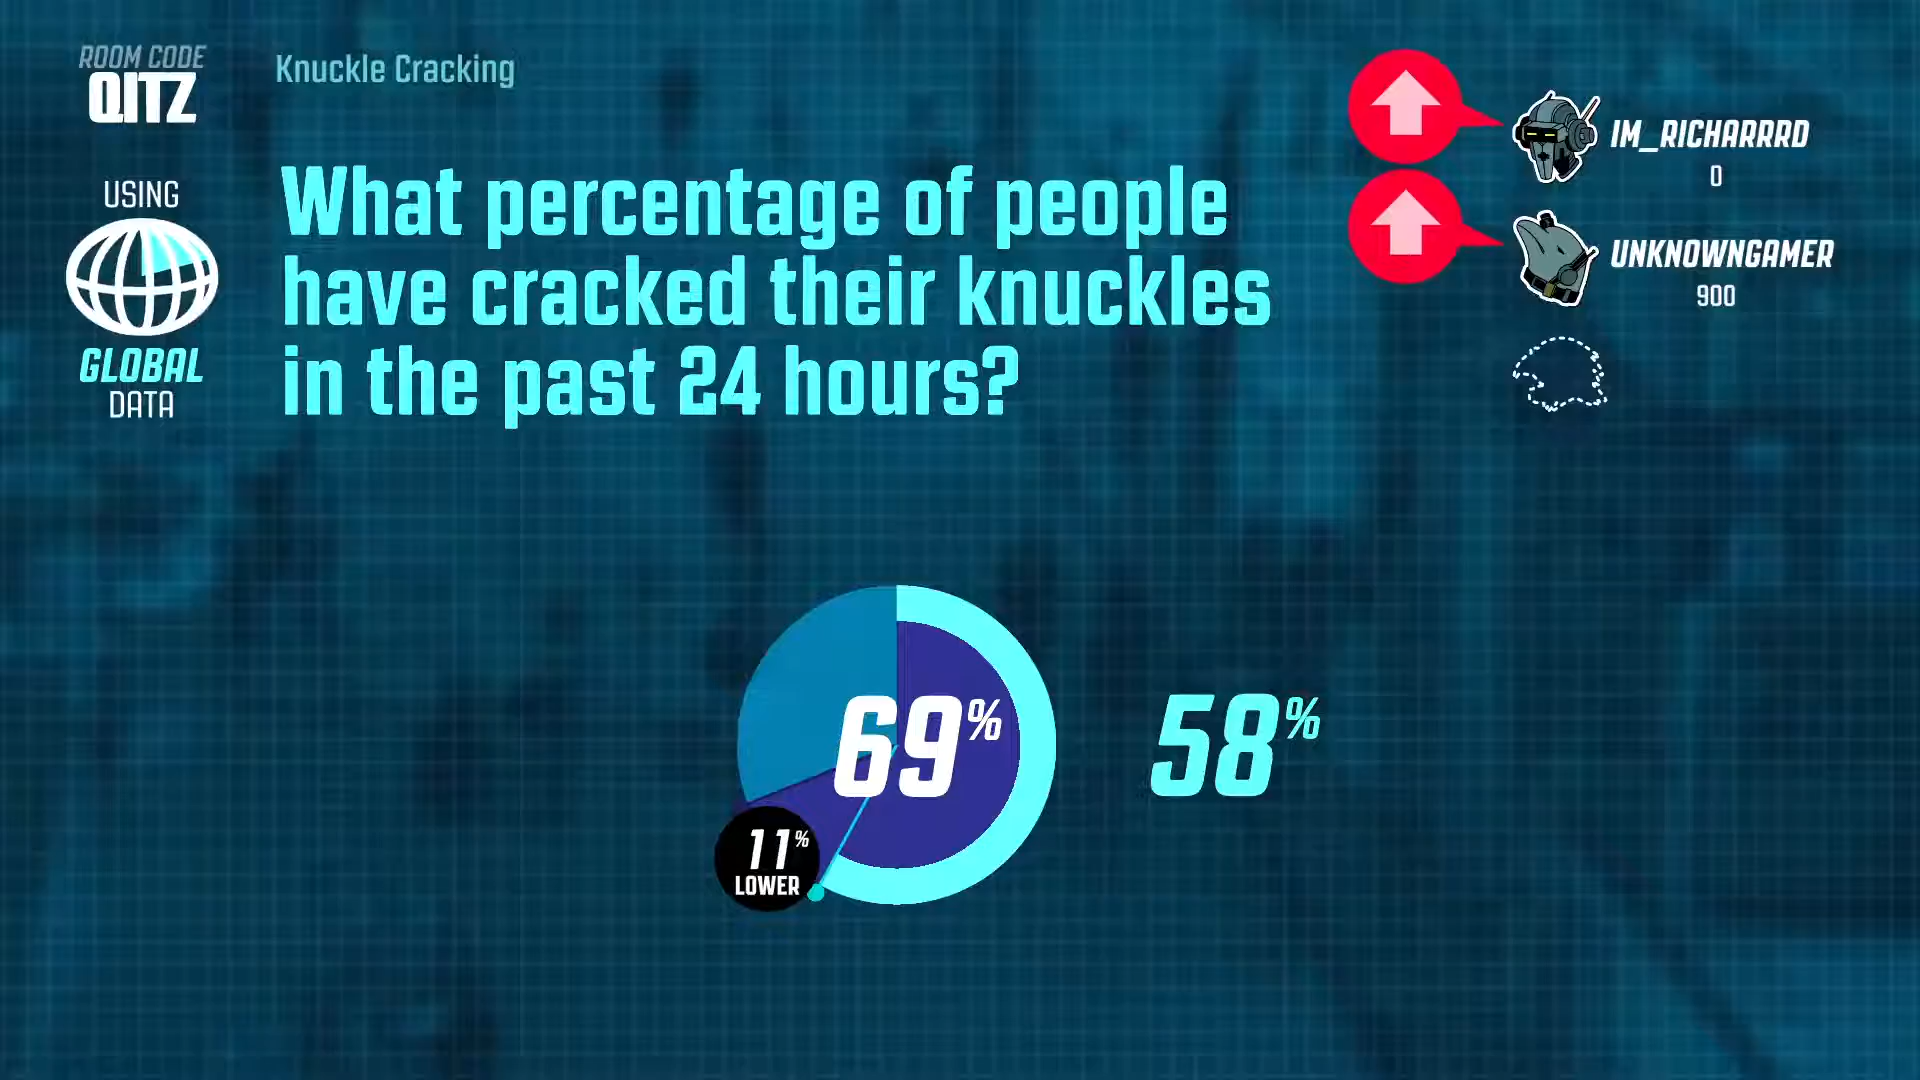 ROOM CODE
QITZ
Knuckle Cracking
USING
GLOBAL
DATA
What percentage of people
have cracked their knuckles
in the past 24 hours?
IM_RICHARRRD
0
UNKNOWNGAMER
900
69%
58%
11%
LOWER